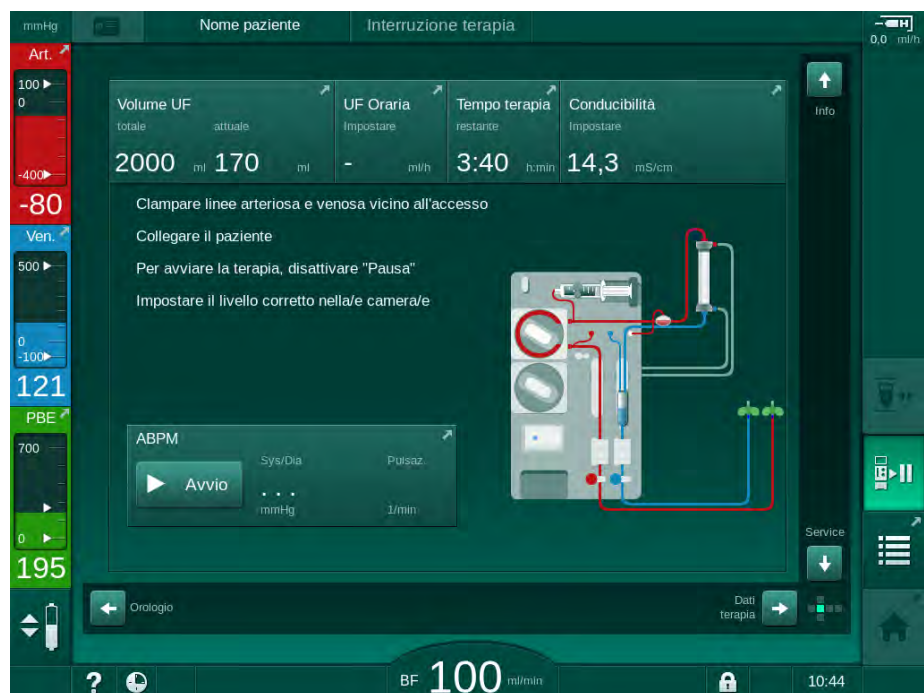 mmHg
Nome paziente
Interruzione terapia
0,0 ml/h
Art.
100
0
-400
-80
Ven.
500
0
-100
121
PBE
700
0
195
Info
Volume UF
totale attuale
2000 ml 170 ml
UF Oraria
Impostare
- ml/h
Tempo terapia
restante
3:40 h:min
Conducibilità
Impostare
14,3 mS/cm
Clampare linee arteriosa e venosa vicino all'accesso
Collegare il paziente
Per avviare la terapia, disattivare "Pausa"
Impostare il livello corretto nella/e camera/e
ABPM
Sys/Dia Pulsaz.
Avvio
. . .
mmHg 1/min
Service
Orologio
Dati
terapia
? BF 100 ml/min 10:44